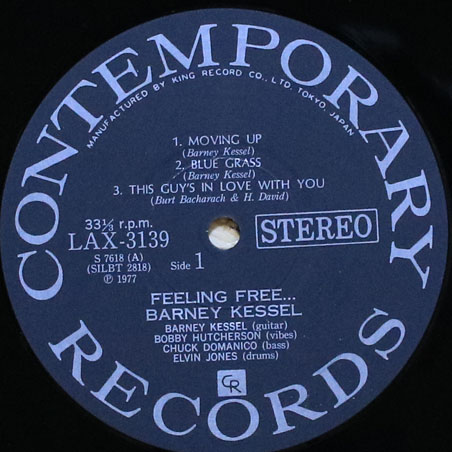 CONTEMPORARY
MANUFACTURED BY KING RECORD CO., LTD. TOKYO, JAPAN
1. MOVING UP
(Barney Kessel)
2. BLUE GRASS
(Barney Kessel)
3. THIS GUY'S IN LOVE WITH YOU
(Burt Bacharach & H. David)
33⅓ r.p.m.
LAX-3139
STEREO
S 7618 (A)
(SILBT 2818)
Ⓟ 1977
Side 1
FEELING FREE...
BARNEY KESSEL
BARNEY KESSEL (guitar)
BOBBY HUTCHERSON (vibes)
CHUCK DOMANICO (bass)
ELVIN JONES (drums)
CR
RECORDS